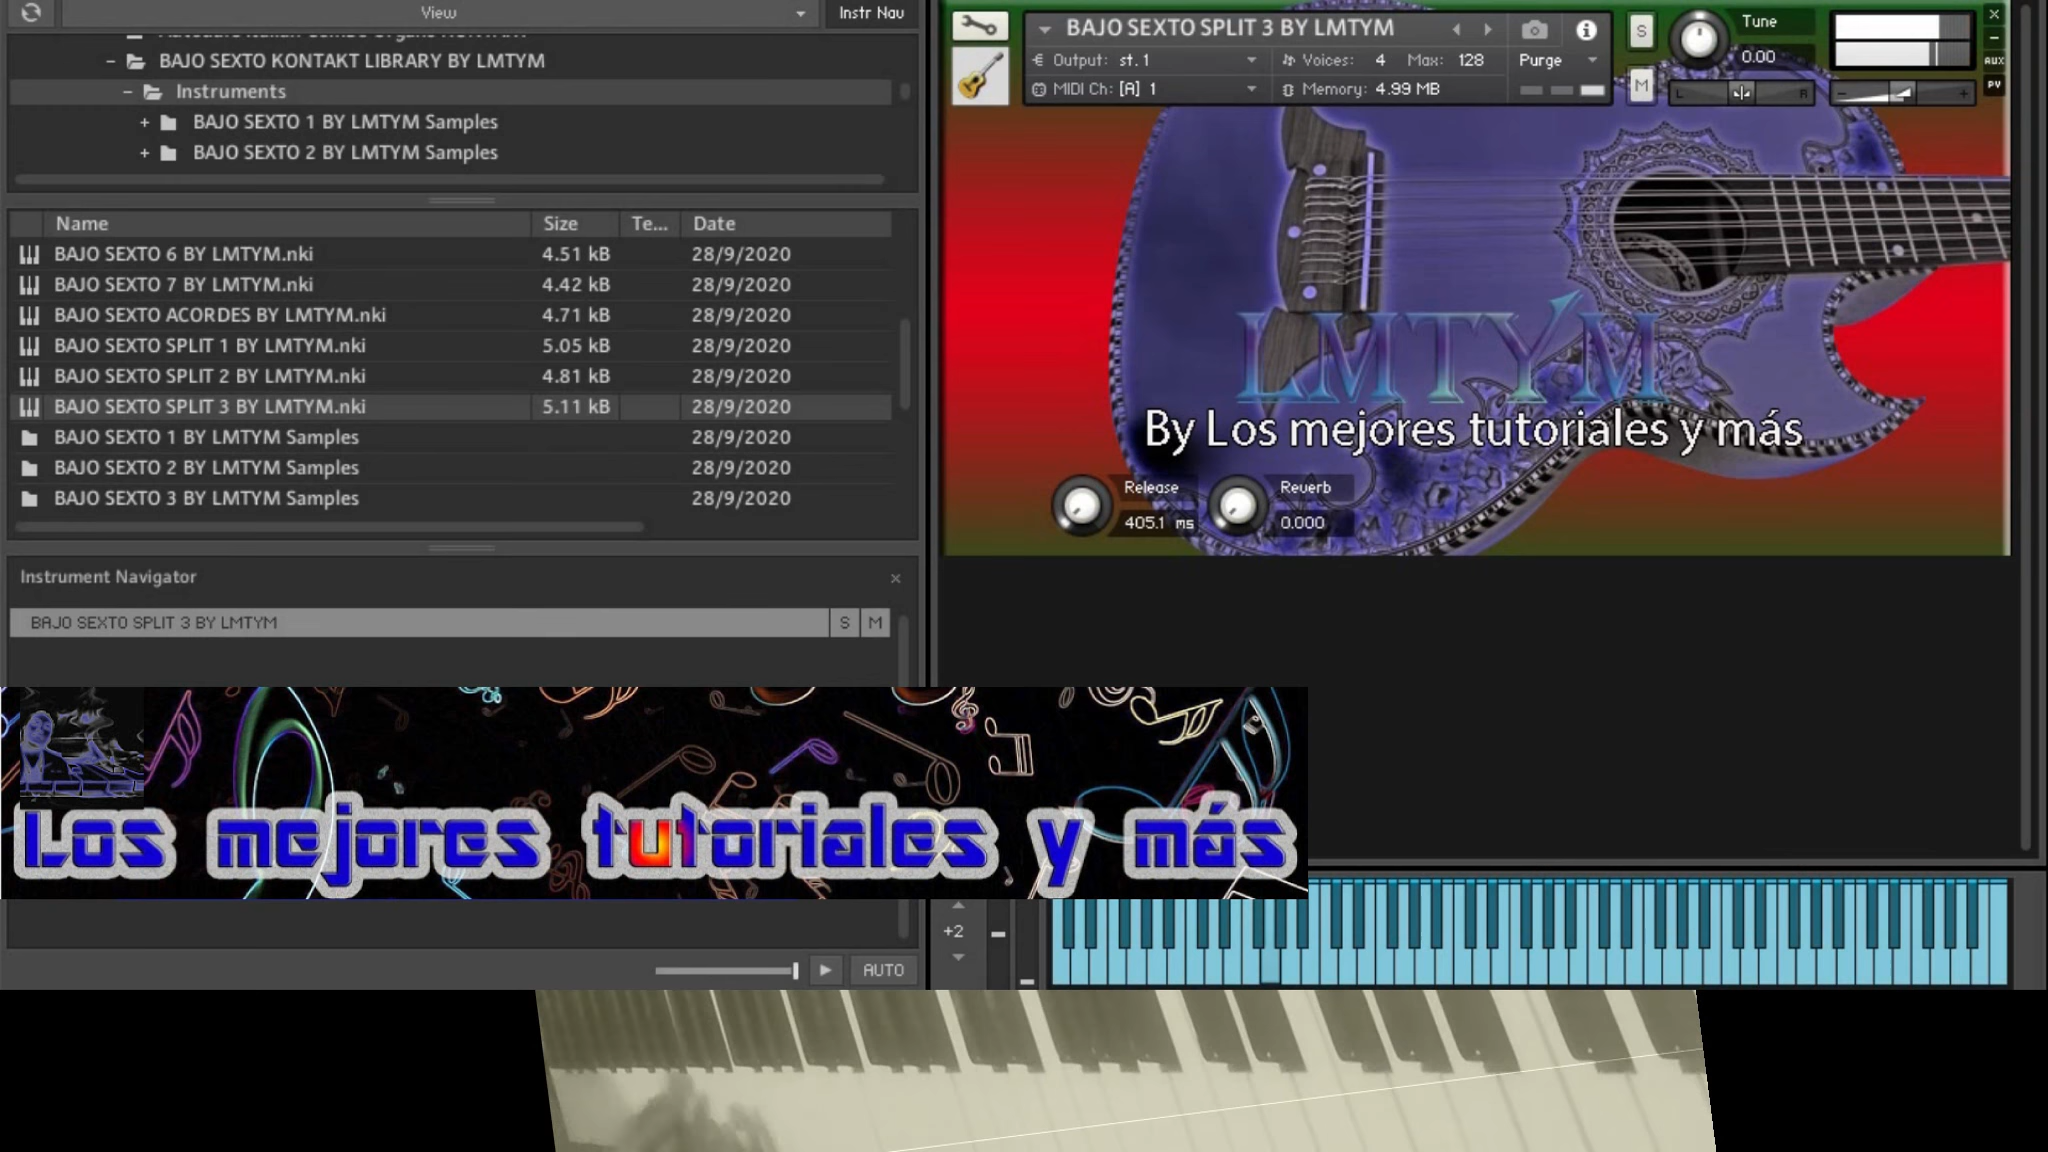 View
Instr Nav
BAJO SEXTO KONTAKT LIBRARY BY LMTYM
Instruments
BAJO SEXTO 1 BY LMTYM Samples
BAJO SEXTO 2 BY LMTYM Samples
Name Size Te... Date
BAJO SEXTO 6 BY LMTYM.nki 4.51 kB 28/9/2020
BAJO SEXTO 7 BY LMTYM.nki 4.42 kB 28/9/2020
BAJO SEXTO ACORDES BY LMTYM.nki 4.71 kB 28/9/2020
BAJO SEXTO SPLIT 1 BY LMTYM.nki 5.05 kB 28/9/2020
BAJO SEXTO SPLIT 2 BY LMTYM.nki 4.81 kB 28/9/2020
BAJO SEXTO SPLIT 3 BY LMTYM.nki 5.11 kB 28/9/2020
BAJO SEXTO 1 BY LMTYM Samples 28/9/2020
BAJO SEXTO 2 BY LMTYM Samples 28/9/2020
BAJO SEXTO 3 BY LMTYM Samples 28/9/2020
Instrument Navigator
BAJO SEXTO SPLIT 3 BY LMTYM S M
AUTO
BAJO SEXTO SPLIT 3 BY LMTYM
Output: st.1 Voices: 4 Max: 128 Purge
MIDI Ch: [A] 1 Memory: 4.99 MB
S
M
Tune
0.00
L R
AUX
PV
LMTÝM
By Los mejores tutoriales y más
Release
405.1 ms
Reverb
0.000
Los mejores tutoriales y más
+2